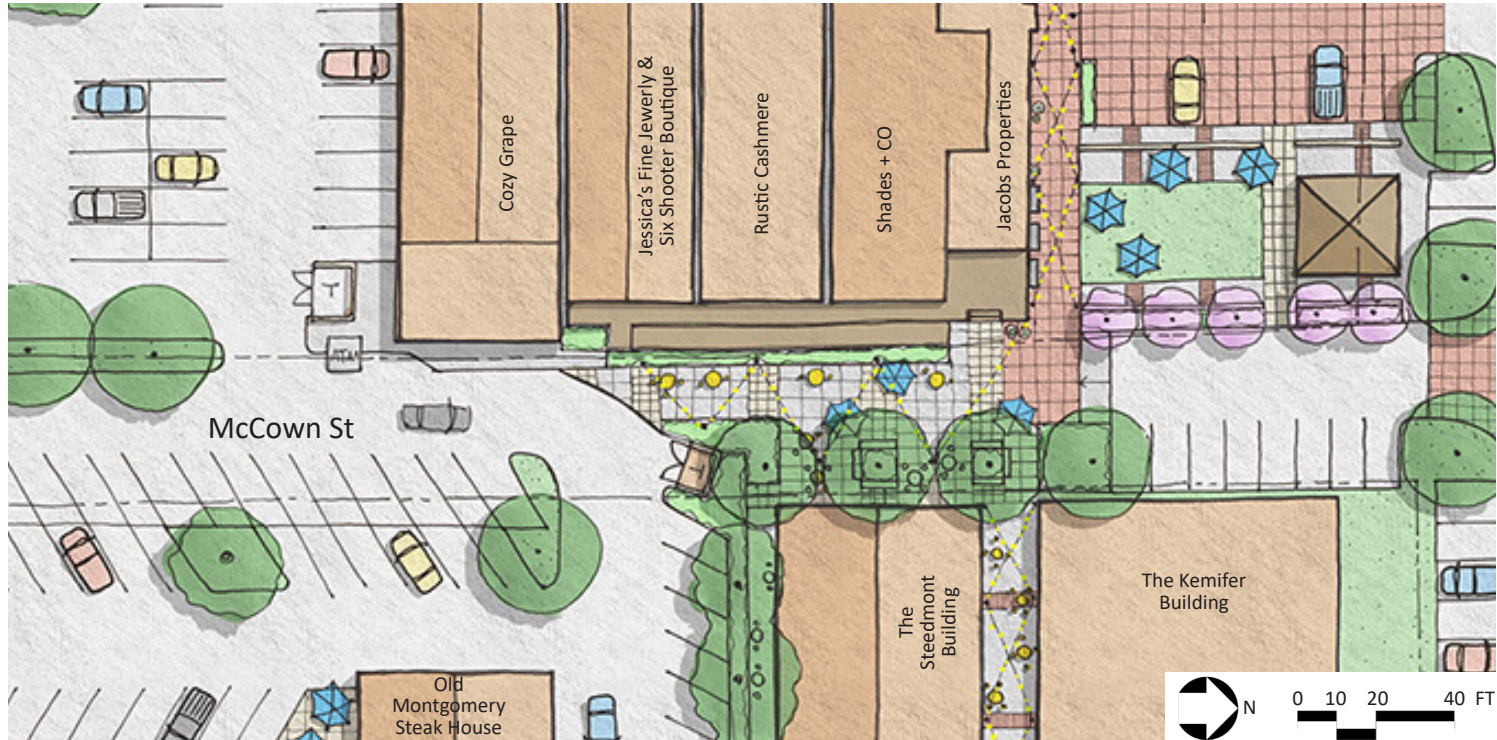 Cozy Grape
Jessica's Fine Jewerly &
Six Shooter Boutique
Rustic Cashmere
Shades + CO
Jacobs Properties
T
ATM
McCown St
T
The
Steedmont
Building
The Kemifer
Building
Old
Montgomery
Steak House
N
0 10 20 40 FT